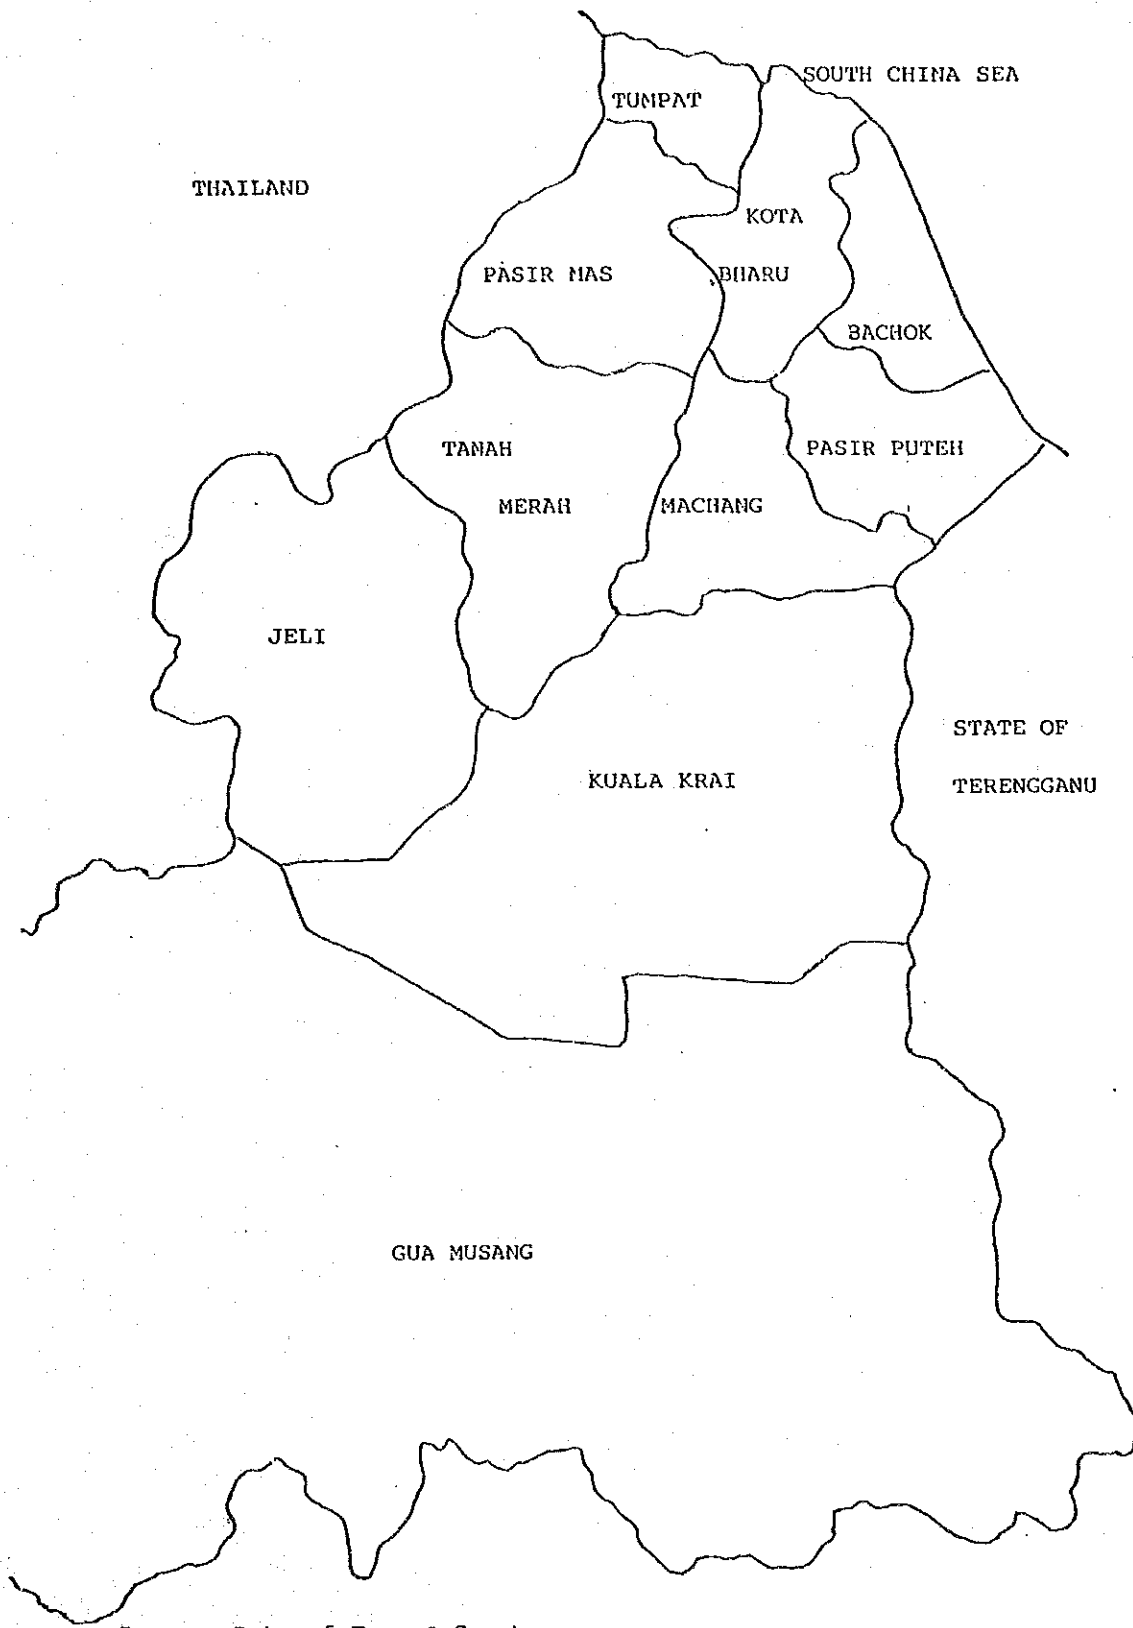 SOUTH CHINA SEA
TUMPAT
THAILAND
KOTA
PASIR MAS
BHARU
BACHOK
TANAH
PASIR PUTEH
MERAH
MACHANG
JELI
STATE OF
KUALA KRAI
TERENGGANU
GUA MUSANG